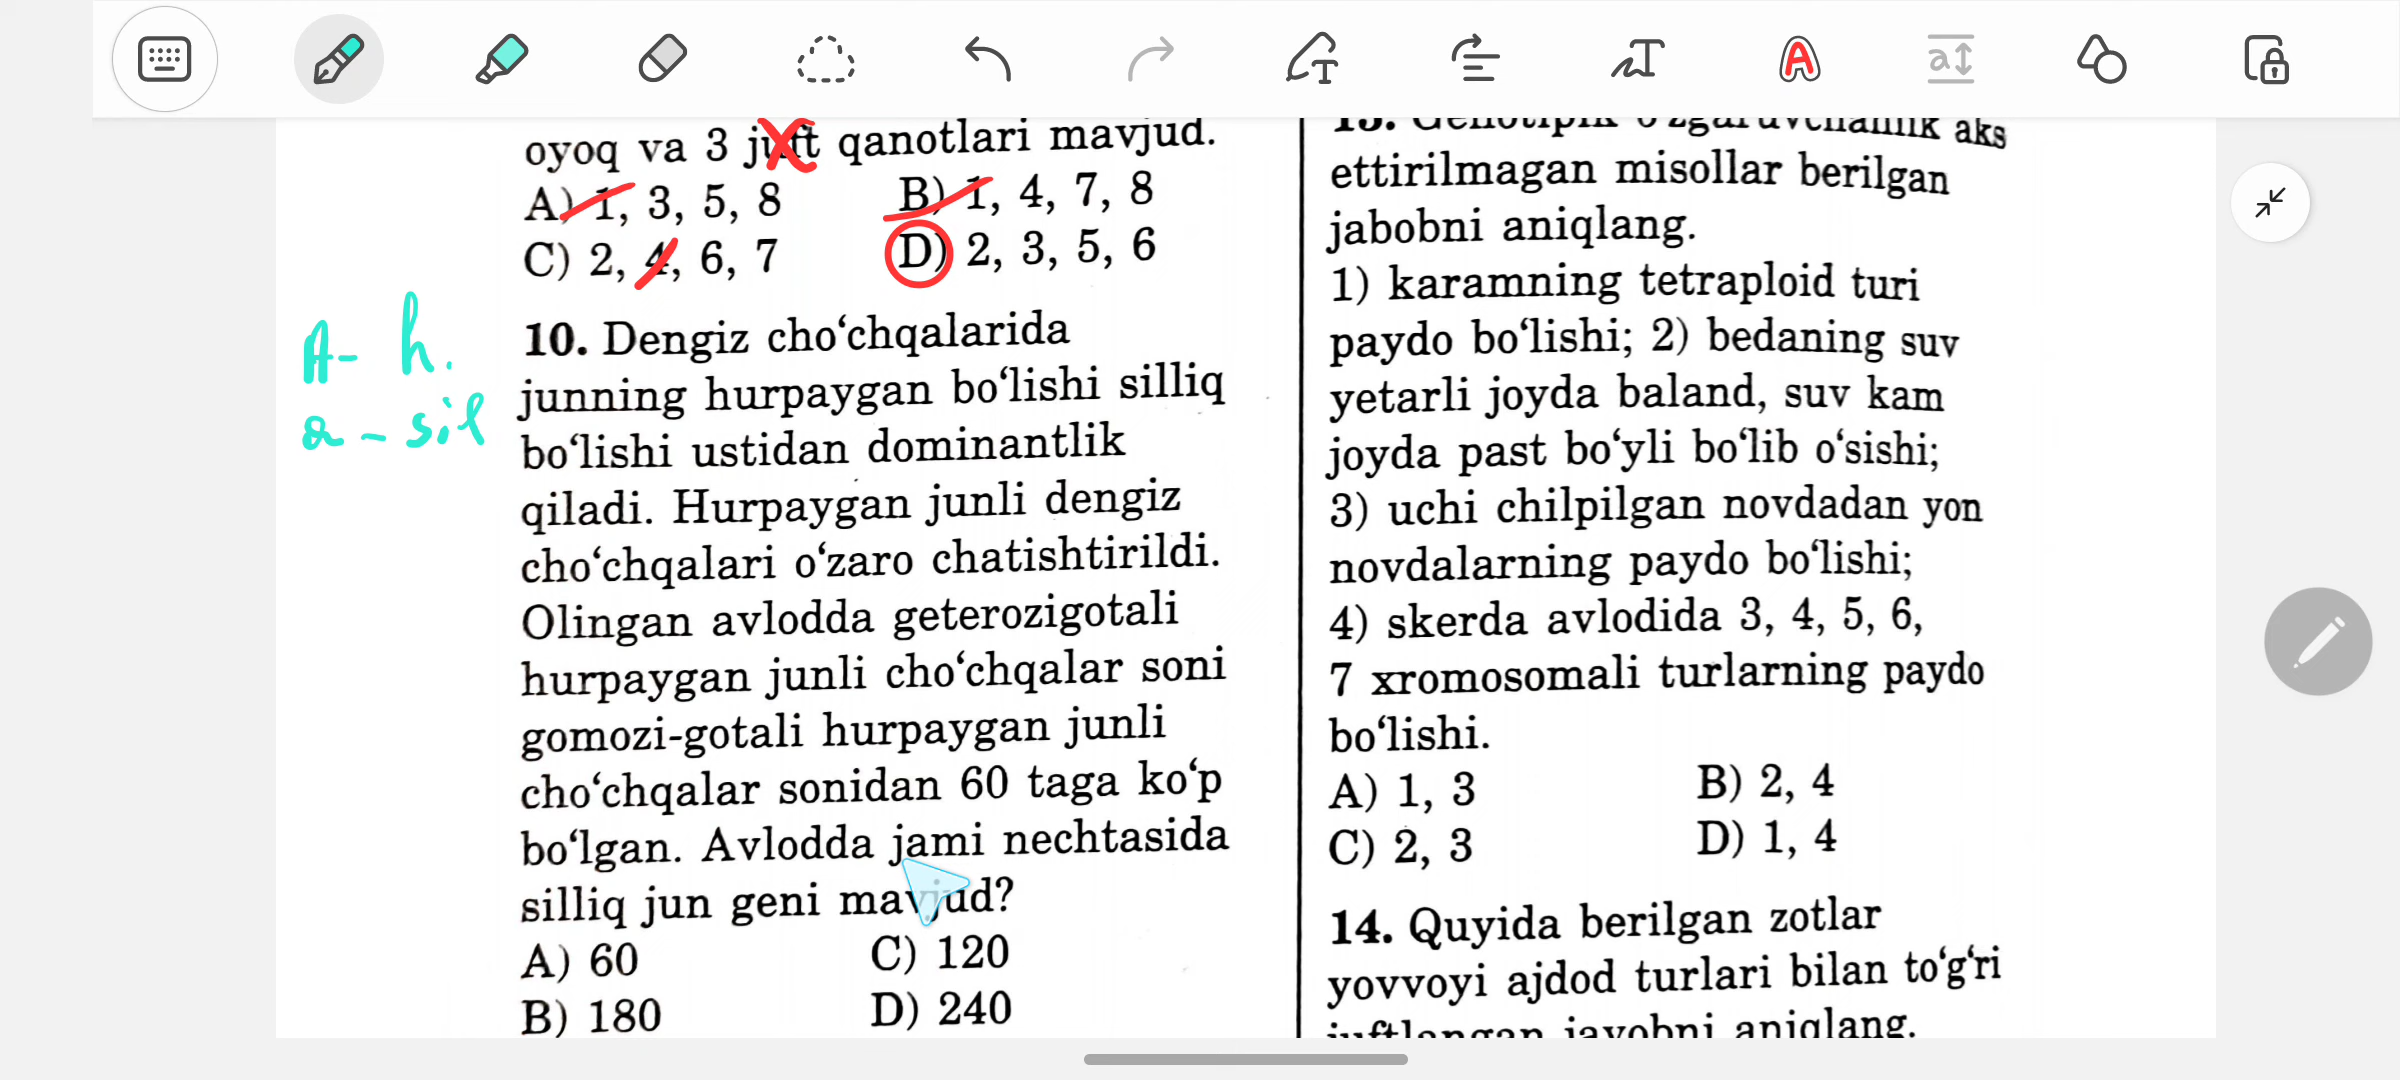 oyoq va 3 juft qanotlari mavjud.
A) 1, 3, 5, 8 B) 1, 4, 7, 8
C) 2, 4, 6, 7 D) 2, 3, 5, 6
A- h.
a - sil
10. Dengiz cho‘chqalarida
junning hurpaygan bo‘lishi silliq
bo‘lishi ustidan dominantlik
qiladi. Hurpaygan junli dengiz
cho‘chqalari o‘zaro chatishtirildi.
Olingan avlodda geterozigotali
hurpaygan junli cho‘chqalar soni
gomozi-gotali hurpaygan junli
cho‘chqalar sonidan 60 taga ko‘p
bo‘lgan. Avlodda jami nechtasida
silliq jun geni mavjud?
A) 60 C) 120
B) 180 D) 240
13. Genotipik o‘zgaruvchanlik aks
ettirilmagan misollar berilgan
jabobni aniqlang.
1) karamning tetraploid turi
paydo bo‘lishi; 2) bedaning suv
yetarli joyda baland, suv kam
joyda past bo‘yli bo‘lib o‘sishi;
3) uchi chilpilgan novdadan yon
novdalarning paydo bo‘lishi;
4) skerda avlodida 3, 4, 5, 6,
7 xromosomali turlarning paydo
bo‘lishi.
A) 1, 3 B) 2, 4
C) 2, 3 D) 1, 4
14. Quyida berilgan zotlar
yovvoyi ajdod turlari bilan to‘g‘ri
juftlangan javobni aniqlang.